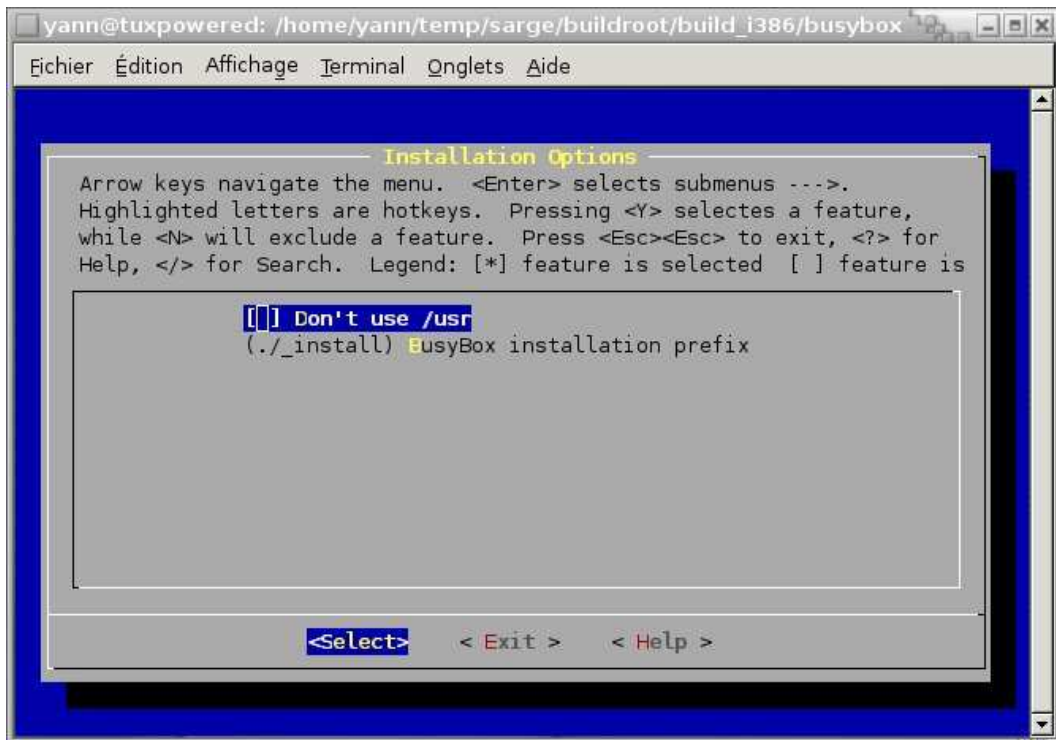 yann@tuxpowered: /home/yann/temp/sarge/buildroot/build_i386/busybox
Fichier Édition Affichage Terminal Onglets Aide
Installation Options
Arrow keys navigate the menu. <Enter> selects submenus --->.
Highlighted letters are hotkeys. Pressing <Y> selectes a feature,
while <N> will exclude a feature. Press <Esc><Esc> to exit, <?> for
Help, </> for Search. Legend: [*] feature is selected [ ] feature is
[ ] Don't use /usr
(./_install) BusyBox installation prefix
<Select> < Exit > < Help >